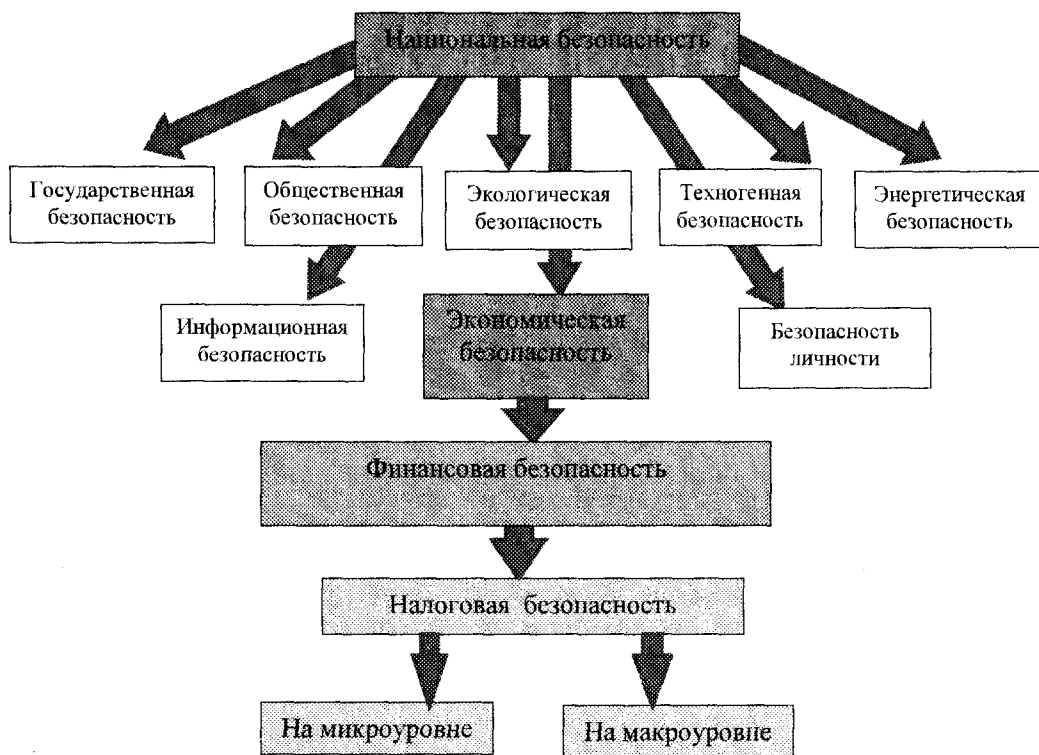 Национальная безопасность
Государственная
безопасность
Общественная
безопасность
Экологическая
безопасность
Техногенная
безопасность
Энергетическая
безопасность
Информационная
безопасность
Экономическая
безопасность
Безопасность
личности
Финансовая безопасность
Налоговая безопасность
На микроуровне
На макроуровне